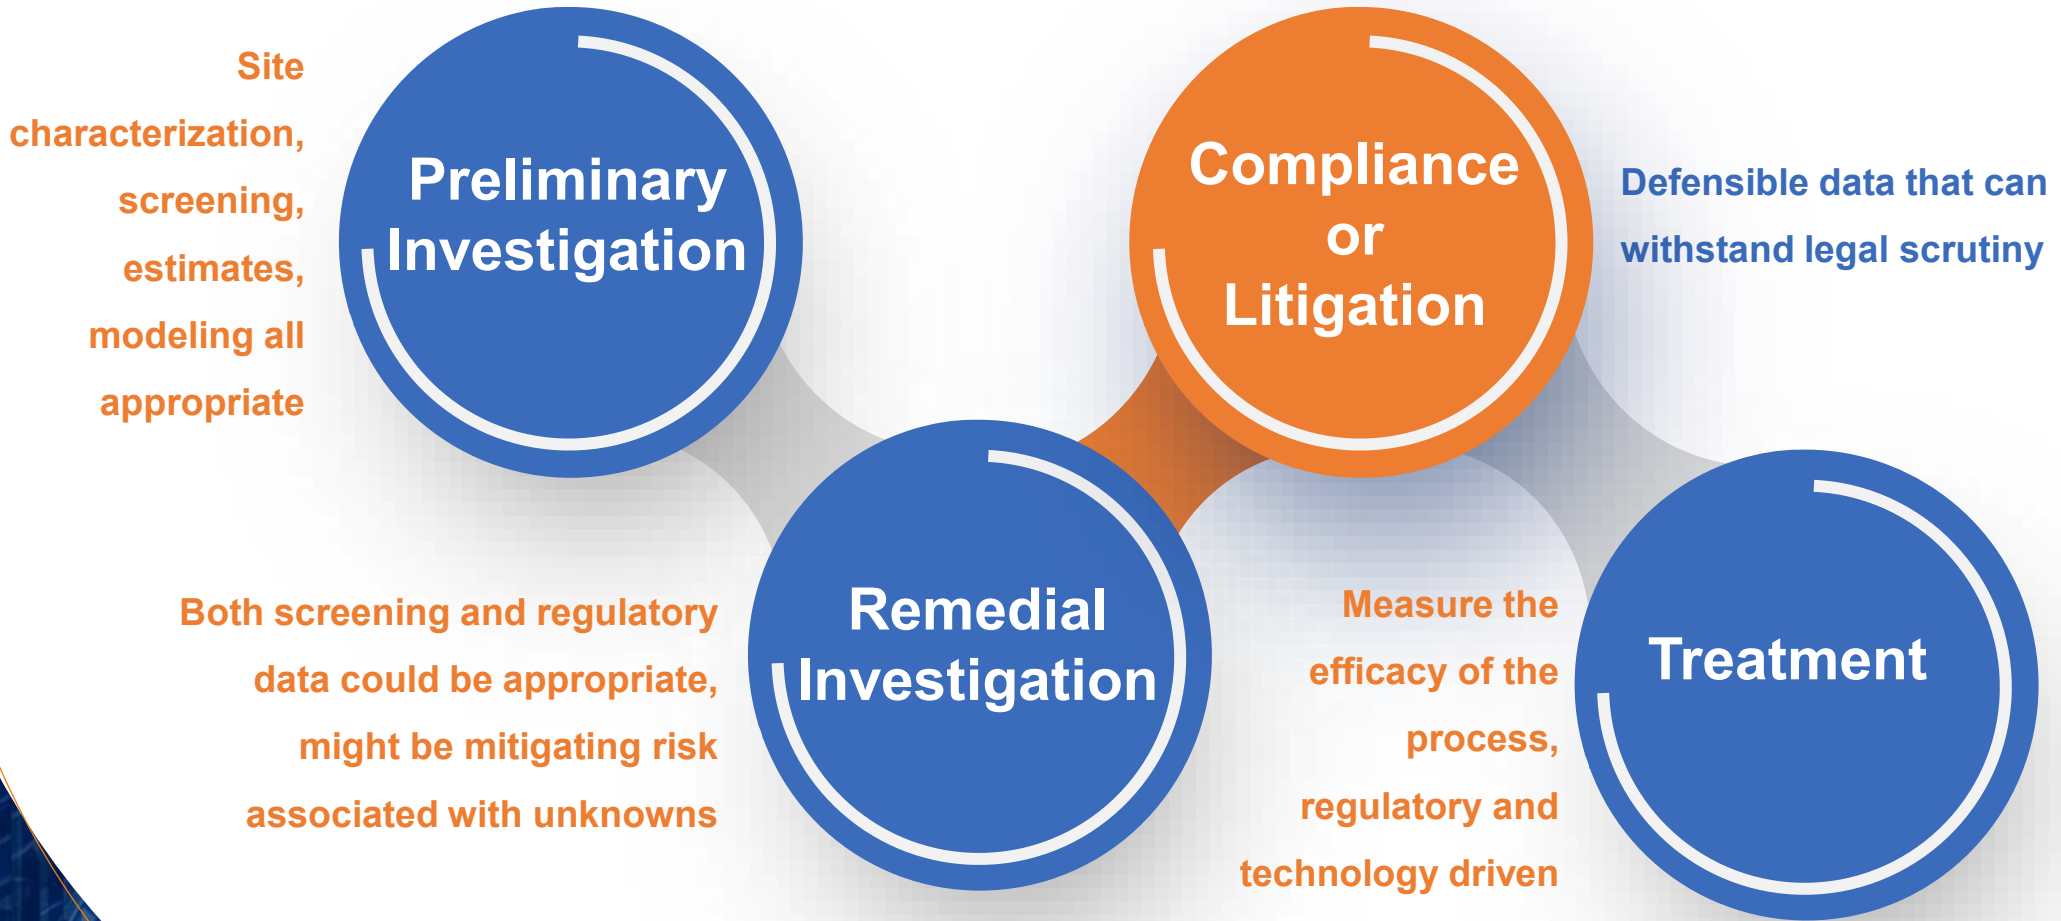 Site
characterization,
screening,
estimates,
modeling all
appropriate
Preliminary
Investigation
Both screening and regulatory
data could be appropriate,
might be mitigating risk
associated with unknowns
Remedial
Investigation
Compliance
or
Litigation
Defensible data that can
withstand legal scrutiny
Measure the
efficacy of the
process,
regulatory and
technology driven
Treatment